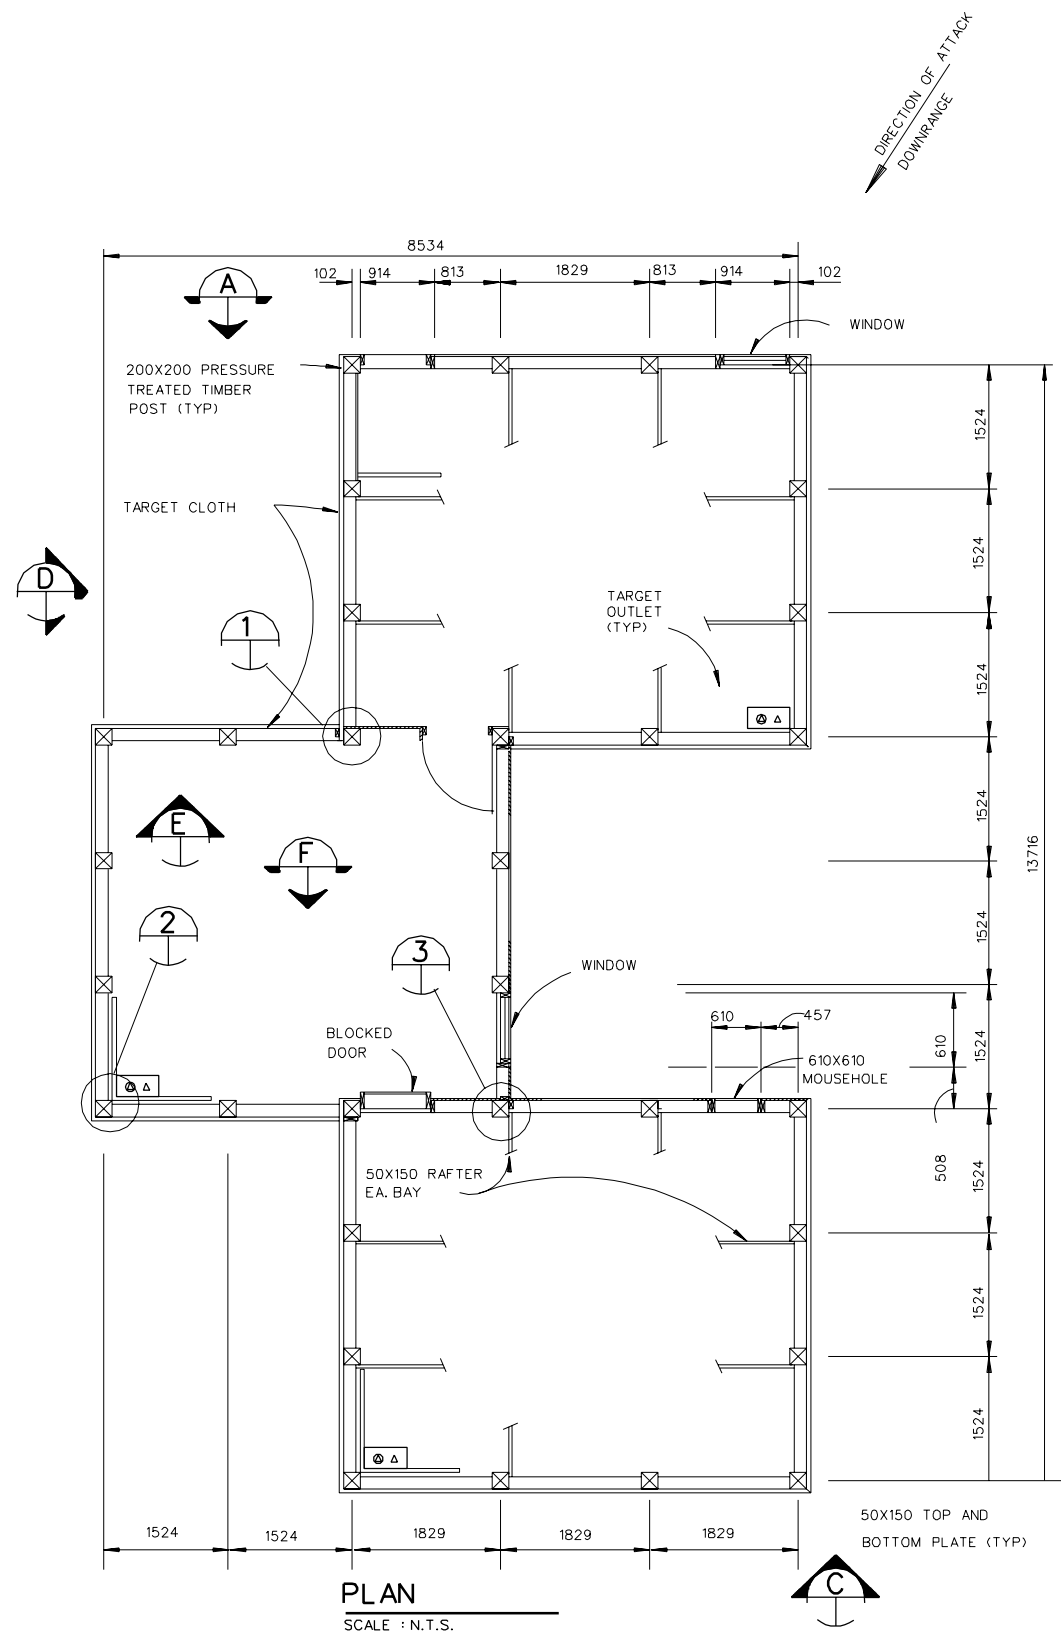 DIRECTION OF ATTACK
DOWNRANGE
8534
102
914
813
1829
813
914
102
A
WINDOW
200X200 PRESSURE
TREATED TIMBER
POST (TYP)
1524
TARGET CLOTH
1524
D
TARGET
OUTLET
(TYP)
1
1524
1524
E
F
13716
2
3
WINDOW
1524
610
457
610
1524
BLOCKED
DOOR
610X610
MOUSEHOLE
508
50X150 RAFTER
EA. BAY
1524
1524
1524
1524
1524
1829
1829
1829
50X150 TOP AND
BOTTOM PLATE (TYP)
C
PLAN
SCALE : N.T.S.